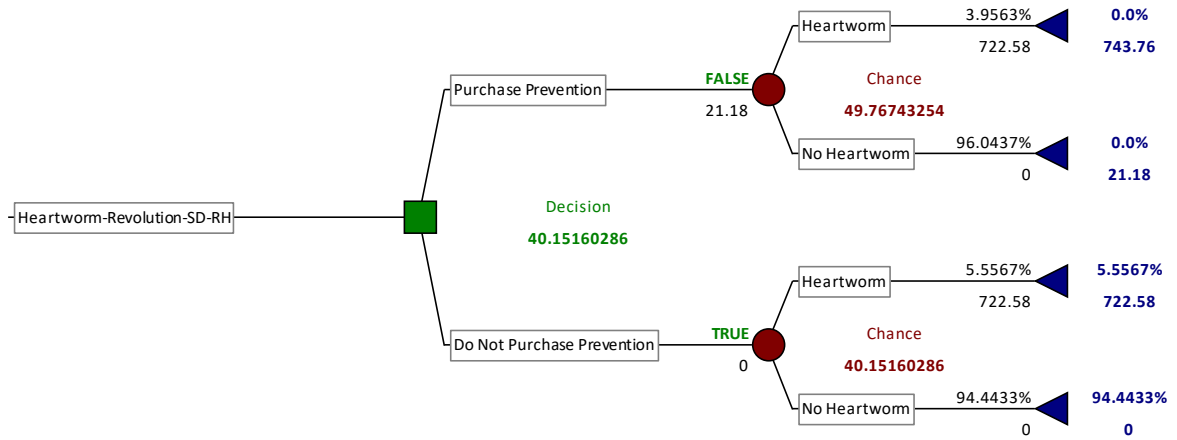 Heartworm
3.9563%
0.0%
722.58
743.76
FALSE
Chance
Purchase Prevention
21.18
49.76743254
No Heartworm
96.0437%
0.0%
0
21.18
Decision
Heartworm-Revolution-SD-RH
40.15160286
Heartworm
5.5567%
5.5567%
722.58
722.58
TRUE
Chance
Do Not Purchase Prevention
0
40.15160286
No Heartworm
94.4433%
94.4433%
0
0